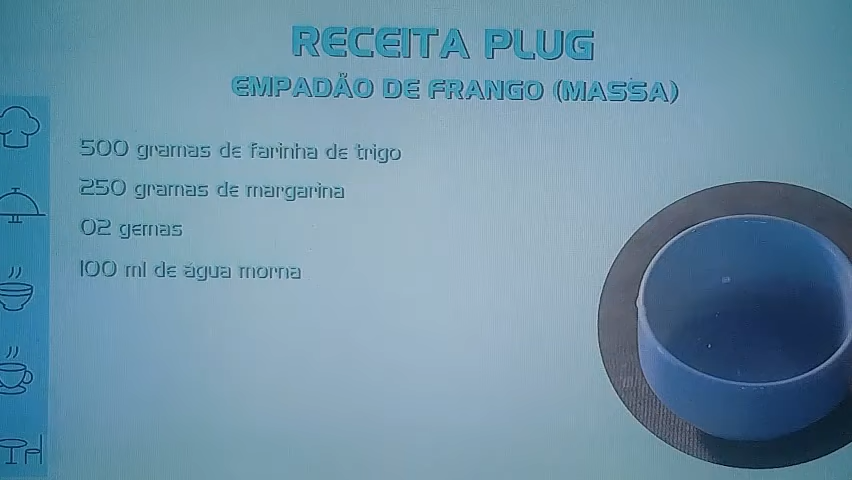 RECEITA PLUG
EMPADÃO DE FRANGO (MASSA)
500 gramas de farinha de trigo
250 gramas de margarina
02 gemas
100 ml de água morna